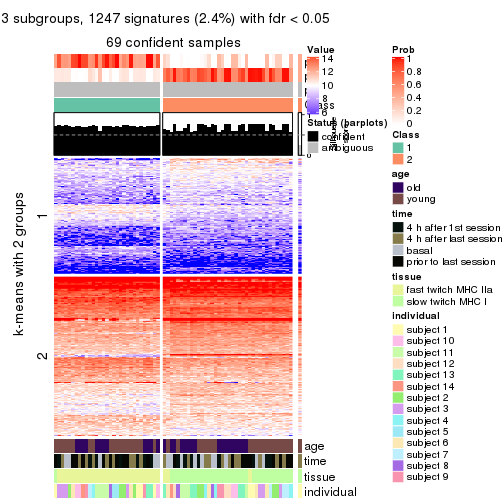 3 subgroups, 1247 signatures (2.4%) with fdr < 0.05
69 confident samples
k-means with 2 groups
1
2
p
p
p
Class
age
time
tissue
individual
Value
14
12
10
8
6
Status (barplots)
confident
ambiguous
Prob
1
0.8
0.6
0.4
0.2
0
Class
1
2
age
old
young
time
4 h after 1st session
4 h after last session
basal
prior to last session
tissue
fast twitch MHC IIa
slow twitch MHC I
individual
subject 1
subject 10
subject 11
subject 12
subject 13
subject 14
subject 2
subject 3
subject 4
subject 5
subject 6
subject 7
subject 8
subject 9